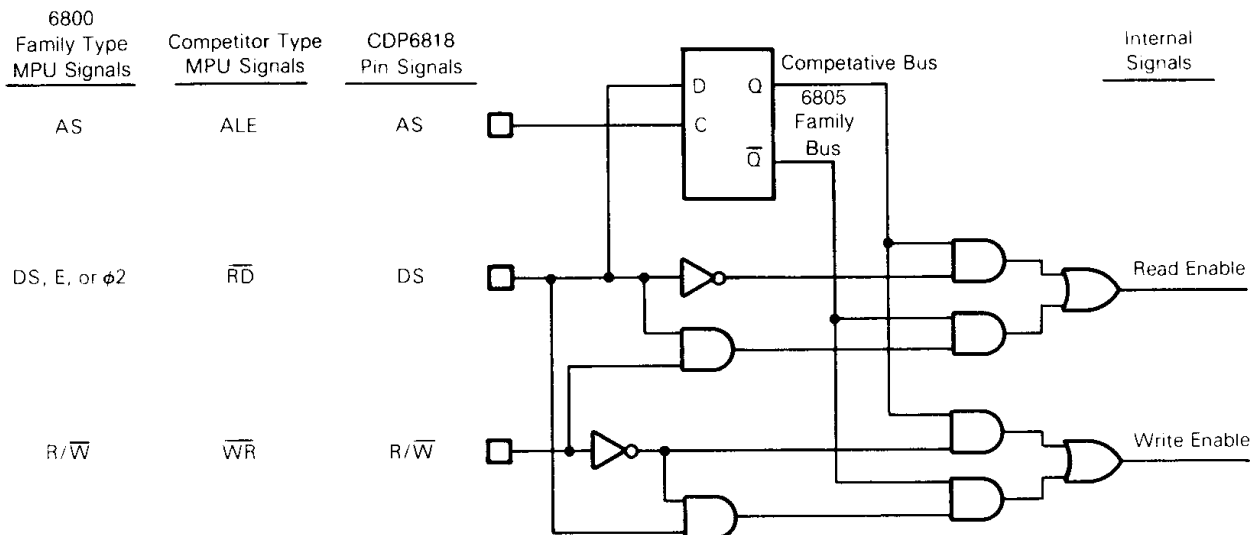 6800
Family Type
MPU Signals
Competitor Type
MPU Signals
CDP6818
Pin Signals
Internal
Signals
AS
ALE
AS
D
Q
C
Q̅
Competative Bus
6805
Family
Bus
DS, E, or ϕ2
R̅D̅
DS
Read Enable
R/W̅
W̅R̅
R/W̅
Write Enable